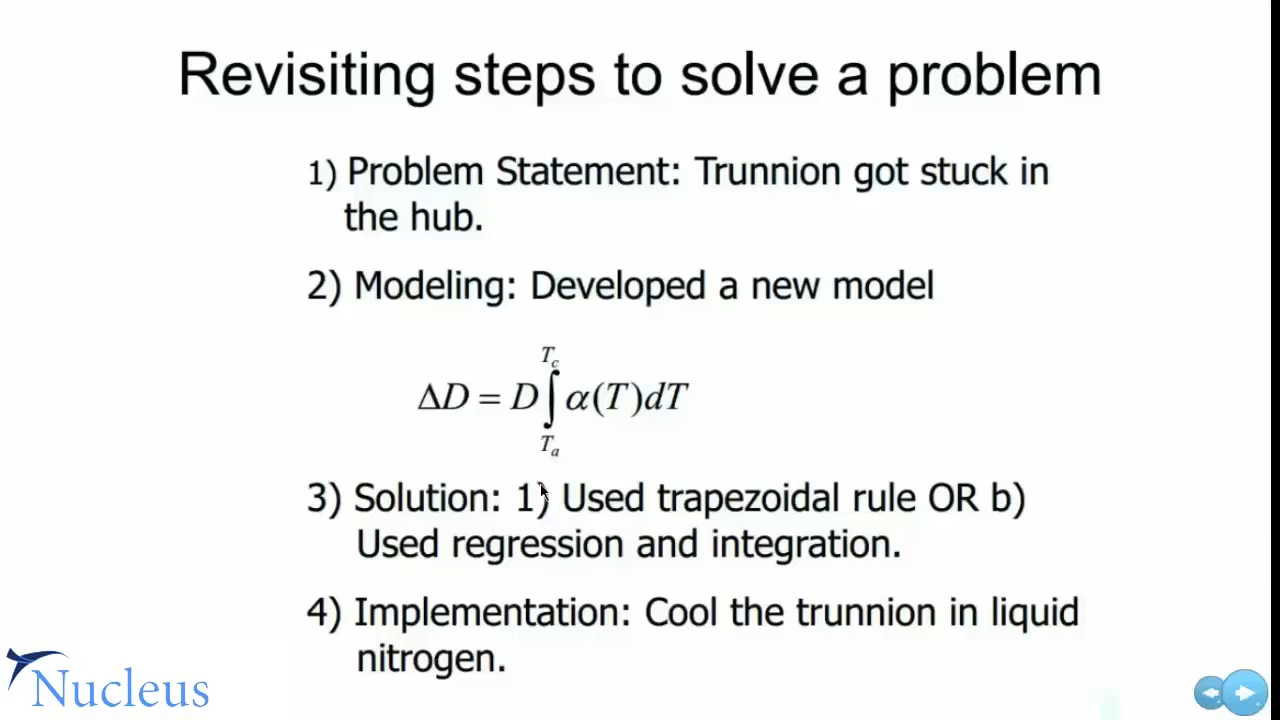 Revisiting steps to solve a problem
1) Problem Statement: Trunnion got stuck in
the hub.
2) Modeling: Developed a new model
ΔD = D∫_{T_a}^{T_c} α(T)dT
3) Solution: 1) Used trapezoidal rule OR b)
Used regression and integration.
4) Implementation: Cool the trunnion in liquid
nitrogen.
Nucleus